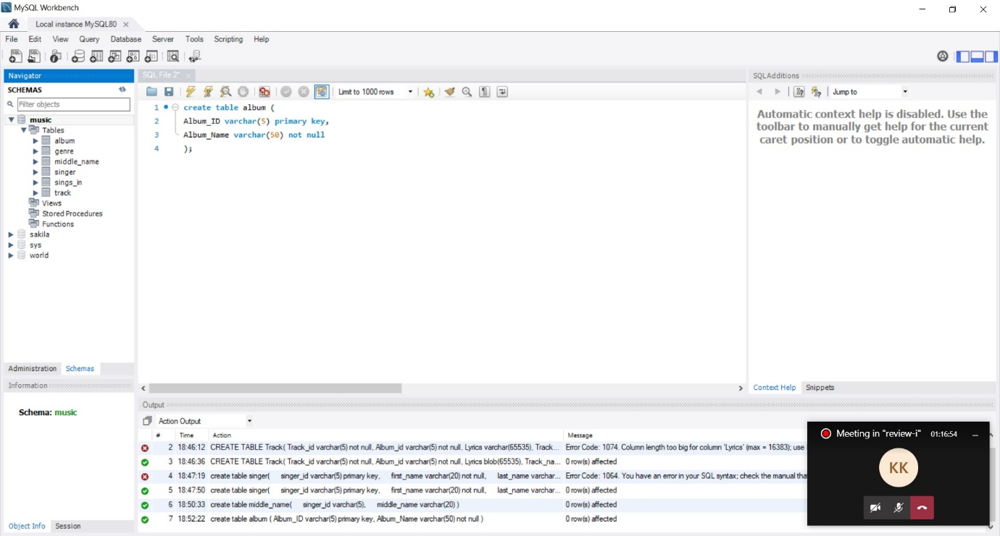 MySQL Workbench
Local instance MySQL80
File Edit View Query Database Server Tools Scripting Help
Navigator
SCHEMAS
Filter objects
music
Tables
album
genre
middle_name
singer
sings_in
track
Views
Stored Procedures
Functions
sakila
sys
world
Administration Schemas
Information
Schema: music
Object Info Session
SQL File 2*
Limit to 1000 rows
1 create table album (
2 Album_ID varchar(5) primary key,
3 Album_Name varchar(50) not null
4 );
SQLAdditions
Jump to
Automatic context help is disabled. Use the
toolbar to manually get help for the current
caret position or to toggle automatic help.
Context Help Snippets
Output
Action Output
# Time Action Message
2 18:46:12 CREATE TABLE Track( Track_id varchar(5) not null, Album_id varchar(5) not null, Lyrics varchar(65535), Track... Error Code: 1074. Column length too big for column 'Lyrics' (max = 16383); use
3 18:46:36 CREATE TABLE Track( Track_id varchar(5) not null, Album_id varchar(5) not null, Lyrics blob(65535), Track_na... 0 row(s) affected
4 18:47:19 create table singer( singer_id varchar(5) primary key, first_name varchar(20) not null, last_name varchar... Error Code: 1064. You have an error in your SQL syntax; check the manual tha
5 18:47:50 create table singer( singer_id varchar(5) primary key, first_name varchar(20) not null, last_name varchar... 0 row(s) affected
6 18:50:33 create table middle_name( singer_id varchar(5), middle_name varchar(20) ) 0 row(s) affected
7 18:52:22 create table album ( Album_ID varchar(5) primary key, Album_Name varchar(50) not null ) 0 row(s) affected
Meeting in "review-i" 01:16:54
KK